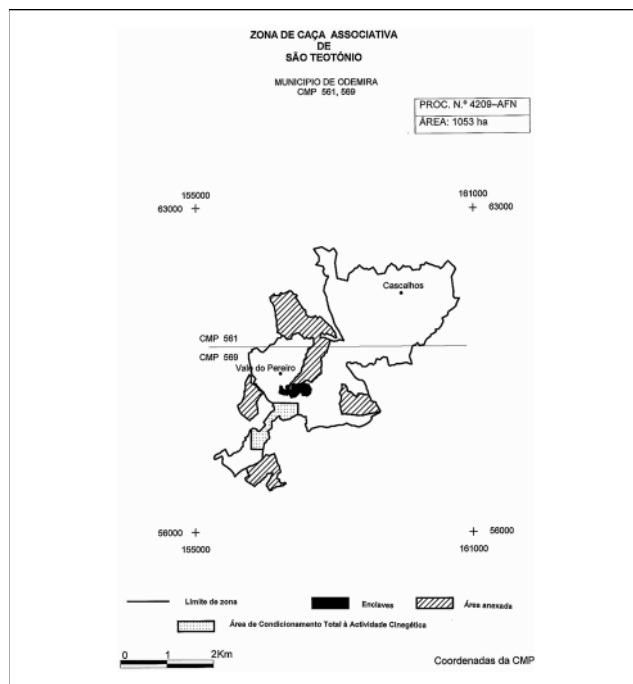 ZONA DE CAÇA ASSOCIATIVA
DE
SÃO TEOTÓNIO
MUNICIPIO DE ODEMIRA
CMP 561, 569
PROC. N.º 4209–AFN
ÁREA: 1053 ha
155000
63000
161000
63000
Cascalhos
CMP 561
CMP 569
Vale do Pereiro
56000
155000
56000
161000
Limite de zona
Enclaves
Área anexada
Área de Condicionamento Total à Actividade Cinegética
0 1 2Km
Coordenadas da CMP